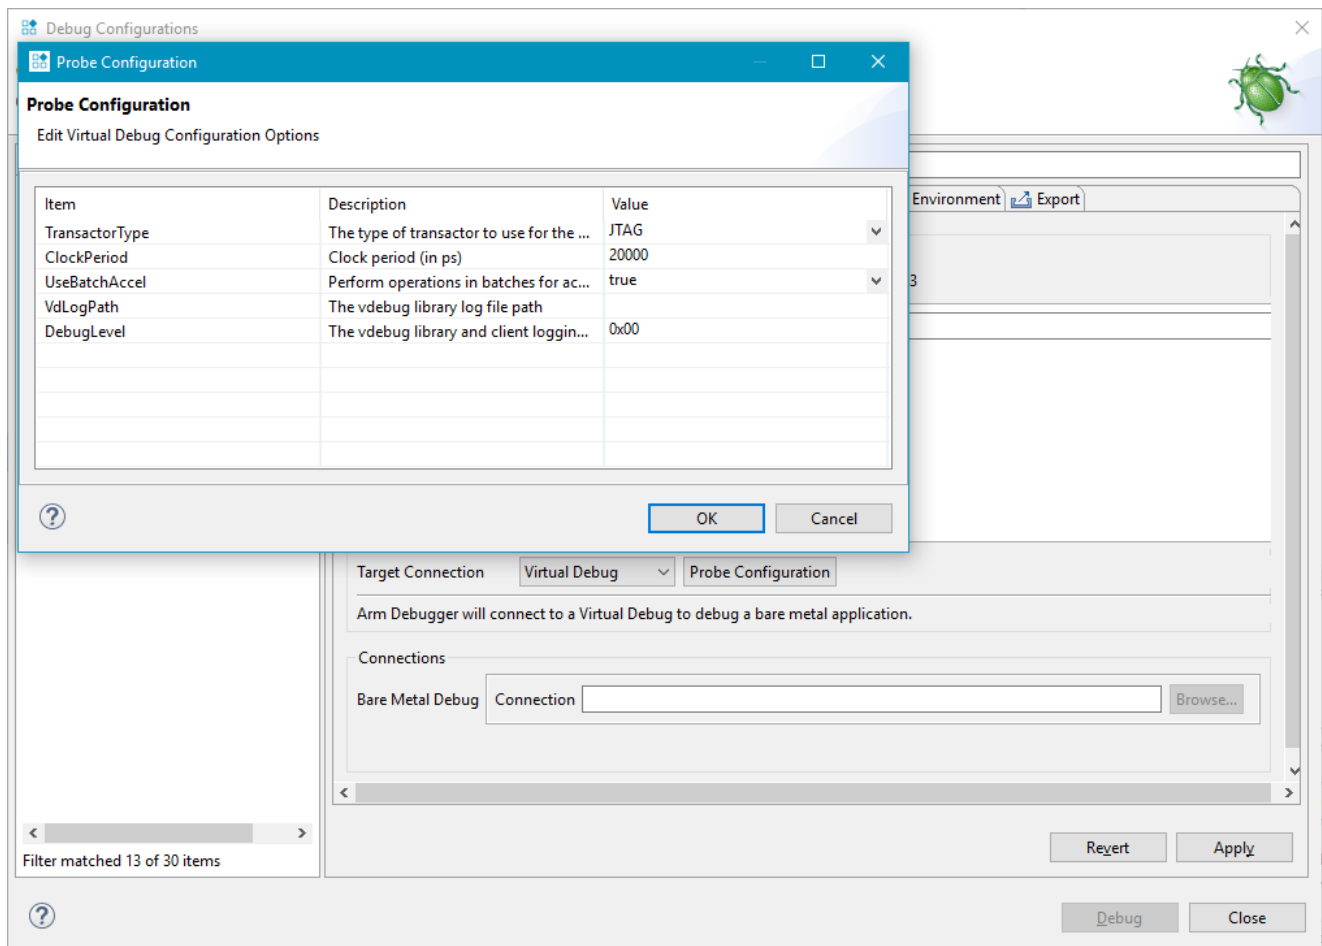 Debug Configurations
Probe Configuration
Probe Configuration
Edit Virtual Debug Configuration Options
Item Description Value
TransactorType The type of transactor to use for the ... JTAG
ClockPeriod Clock period (in ps) 20000
UseBatchAccel Perform operations in batches for ac... true
VdLogPath The vdebug library log file path
DebugLevel The vdebug library and client loggin... 0x00
OK Cancel
Environment Export
3
Target Connection Virtual Debug Probe Configuration
Arm Debugger will connect to a Virtual Debug to debug a bare metal application.
Connections
Bare Metal Debug Connection Browse...
Filter matched 13 of 30 items
Revert Apply
Debug Close